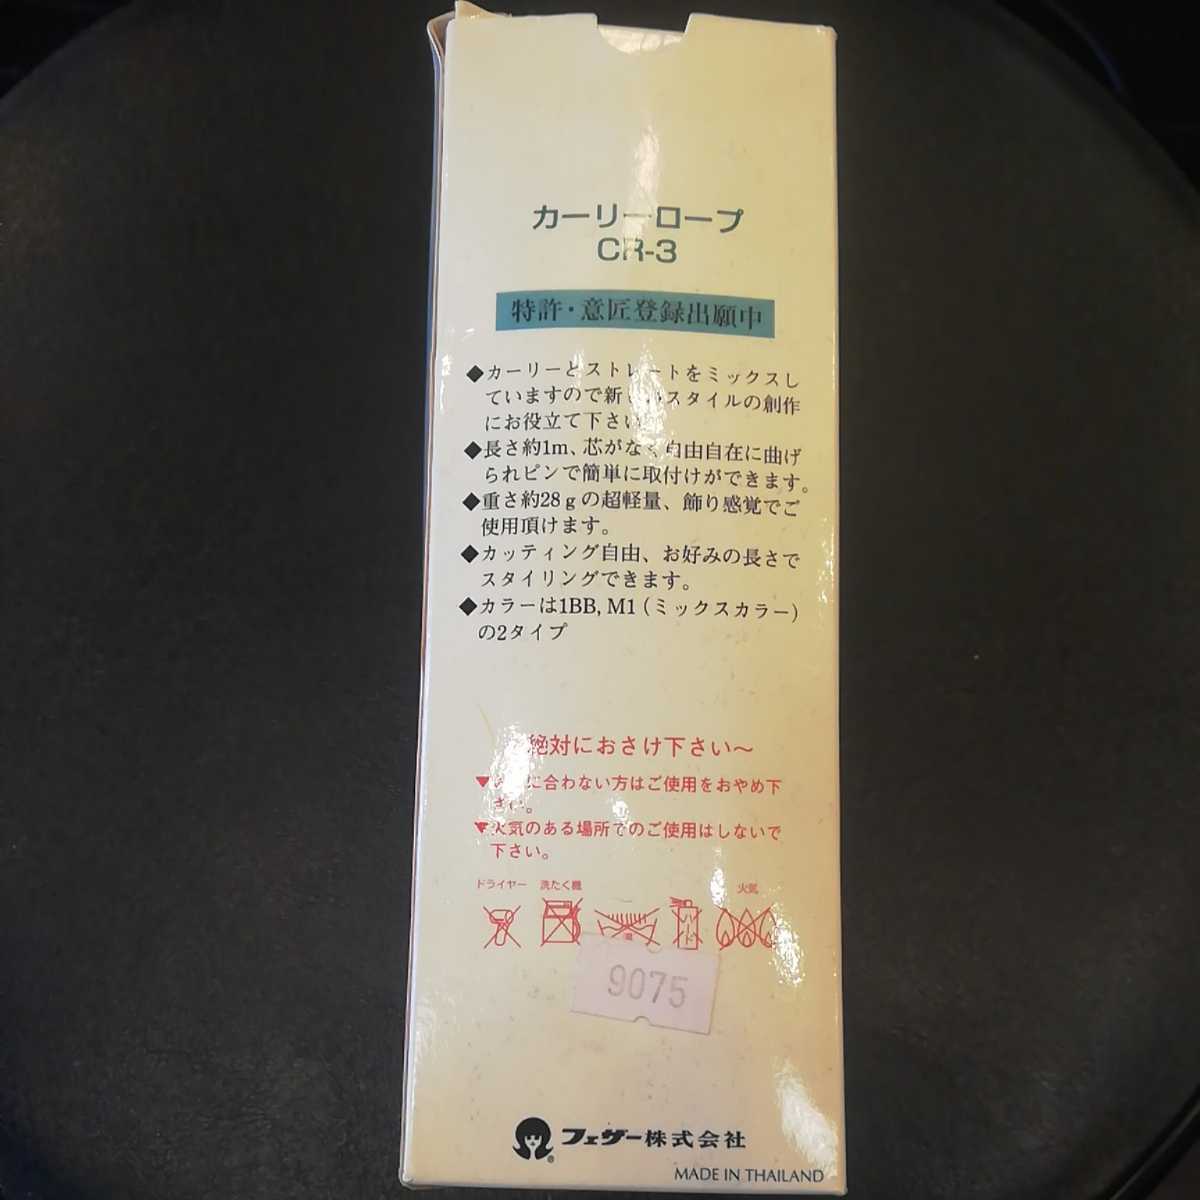 カーリーロープ
CR-3
特許・意匠登録出願中
◆カーリーとストレートをミックスし
ていますので新しいスタイルの創作
にお役立て下さい
◆長さ約1m、芯がなく自由自在に曲げ
られピンで簡単に取付けができます。
◆重さ約28gの超軽量、飾り感覚でご
使用頂けます。
◆カッティング自由、お好みの長さで
スタイリングできます。
◆カラーは1BB, M1（ミックスカラー）
の2タイプ
絶対におさけ下さい〜
▼に合わない方はご使用をおやめ下
さい。
▼火気のある場所でのご使用はしないで
下さい。
ドライヤー 洗たく機 火気
9075
フェザー株式会社
MADE IN THAILAND